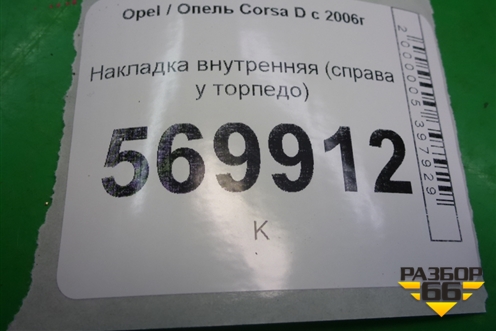 Opel / Опель Corsa D с 2006г
Накладка внутренняя (справа
у торпедо)
569912
К
2000005397929
РАЗБОР
66